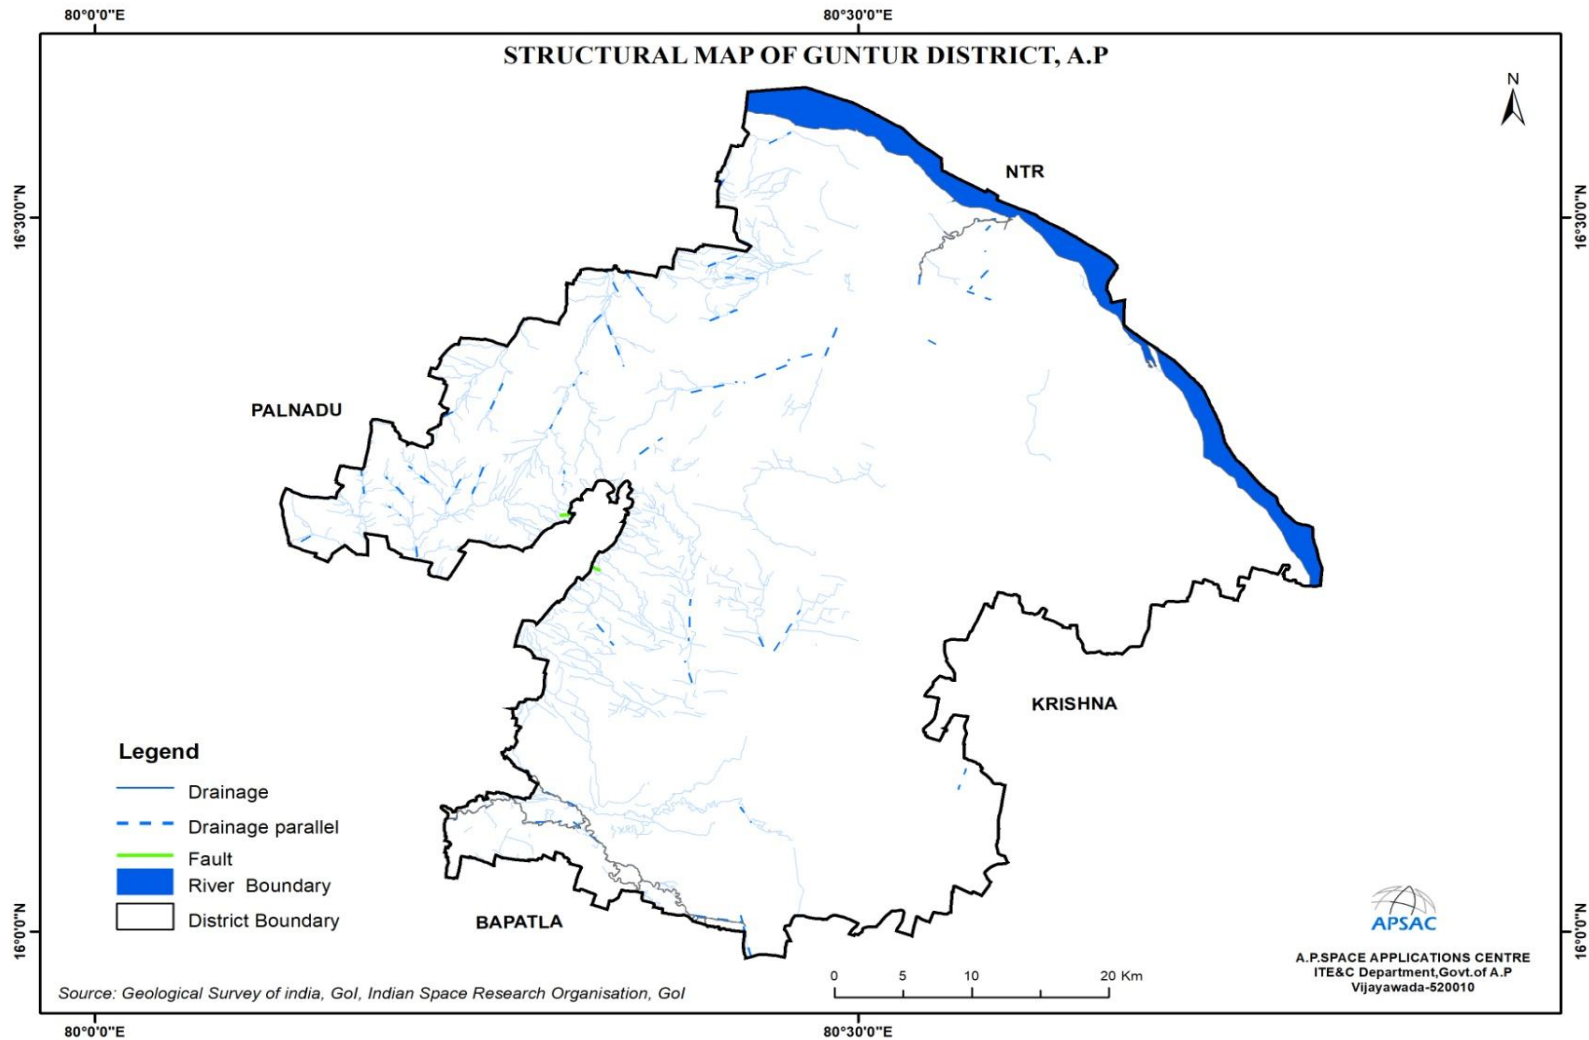 80°0'0"E
80°30'0"E
STRUCTURAL MAP OF GUNTUR DISTRICT, A.P
N
NTR
16°30'0"N
16°30'0"N
PALNADU
KRISHNA
Legend
Drainage
Drainage parallel
Fault
River Boundary
District Boundary
BAPATLA
16°0'0"N
16°0'0"N
APSAC
A.P.SPACE APPLICATIONS CENTRE
ITE&C Department,Govt.of A.P
Vijayawada-520010
0 5 10 20 Km
Source: Geological Survey of india, GoI, Indian Space Research Organisation, GoI
80°0'0"E
80°30'0"E